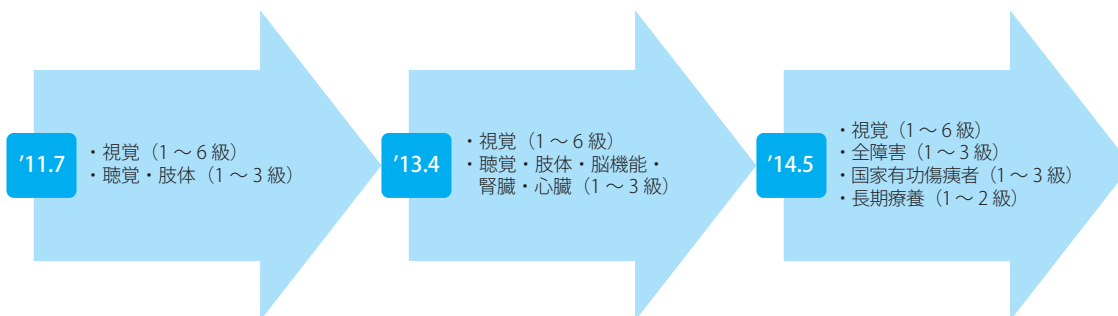 ’11.7
・視覚（1～6級）
・聴覚・肢体（1～3級）
’13.4
・視覚（1～6級）
・聴覚・肢体・脳機能・
腎臓・心臓（1～3級）
’14.5
・視覚（1～6級）
・全障害（1～3級）
・国家有功傷痍者（1～3級）
・長期療養（1～2級）